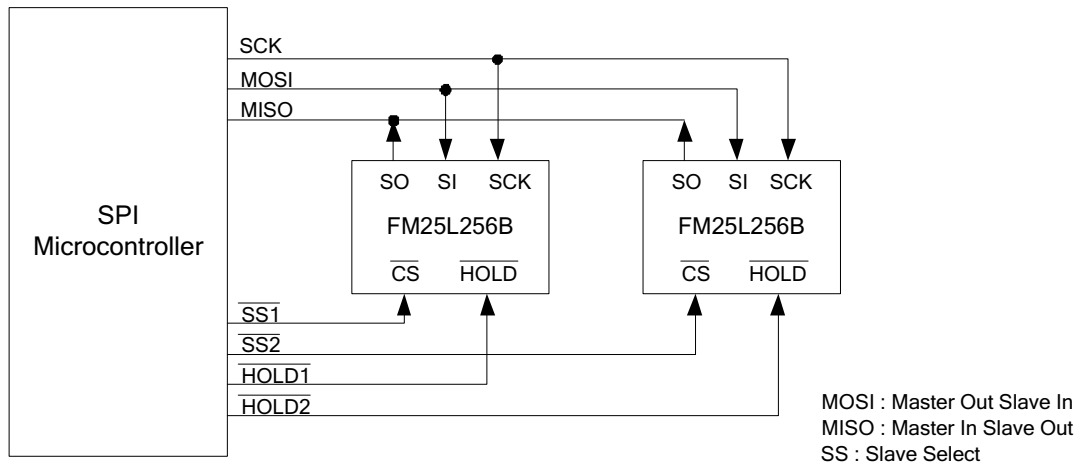 SCK
MOSI
MISO
SO SI SCK
SO SI SCK
SPI
Microcontroller
FM25L256B
FM25L256B
CS HOLD
CS HOLD
SS1
SS2
HOLD1
HOLD2
MOSI : Master Out Slave In
MISO : Master In Slave Out
SS : Slave Select